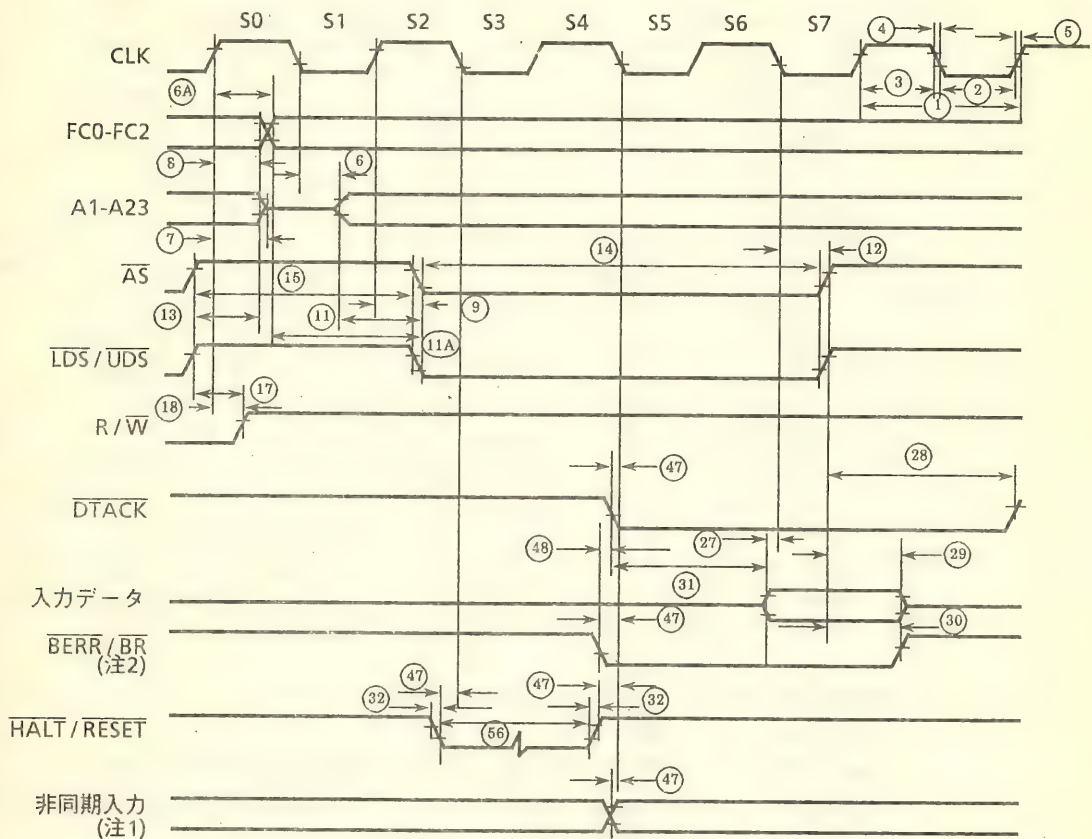 S0 S1 S2 S3 S4 S5 S6 S7
CLK
4 5
3 2
1
6A
FC0-FC2
8 6
A1-A23
7
14 12
AS
15
13 11 9
11A
LDS / UDS
17
18
R / W
47 28
DTACK
48 27 29
31
入力データ
47
30
BERR / BR
(注2)
47 47
32 32
HALT / RESET
56
47
非同期入力
(注1)